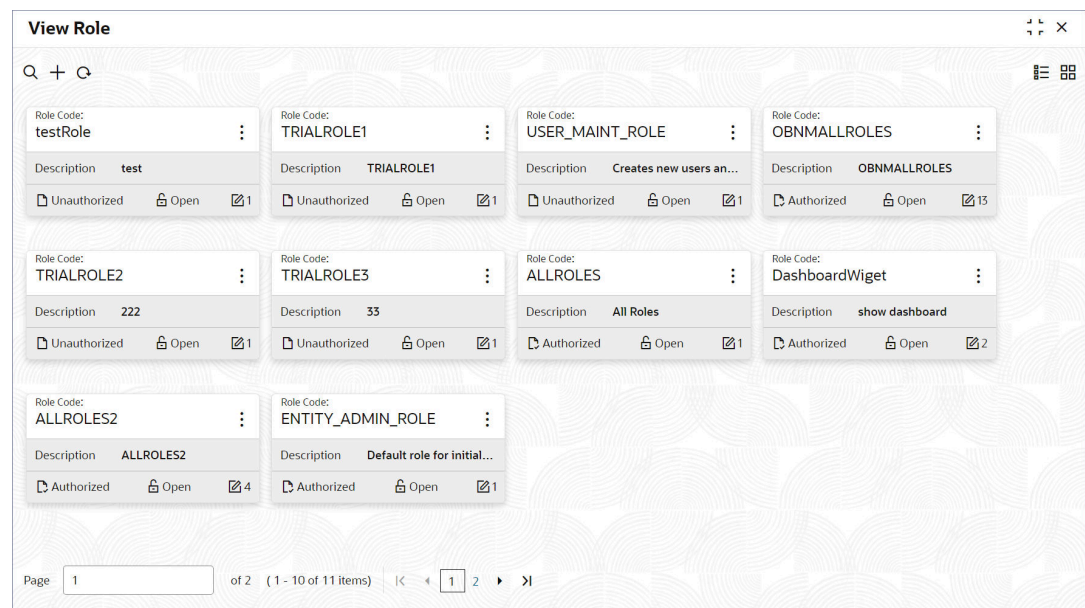 View Role
Role Code:
testRole
Description test
Unauthorized Open 1
Role Code:
TRIALROLE1
Description TRIALROLE1
Unauthorized Open 1
Role Code:
USER_MAINT_ROLE
Description Creates new users an...
Unauthorized Open 1
Role Code:
OBNMALLROLES
Description OBNMALLROLES
Authorized Open 13
Role Code:
TRIALROLE2
Description 222
Unauthorized Open 1
Role Code:
TRIALROLE3
Description 33
Unauthorized Open 1
Role Code:
ALLROLES
Description All Roles
Authorized Open 1
Role Code:
DashboardWiget
Description show dashboard
Authorized Open 2
Role Code:
ALLROLES2
Description ALLROLES2
Authorized Open 4
Role Code:
ENTITY_ADMIN_ROLE
Description Default role for initial...
Authorized Open 1
Page 1 of 2 (1 - 10 of 11 items) 1 2